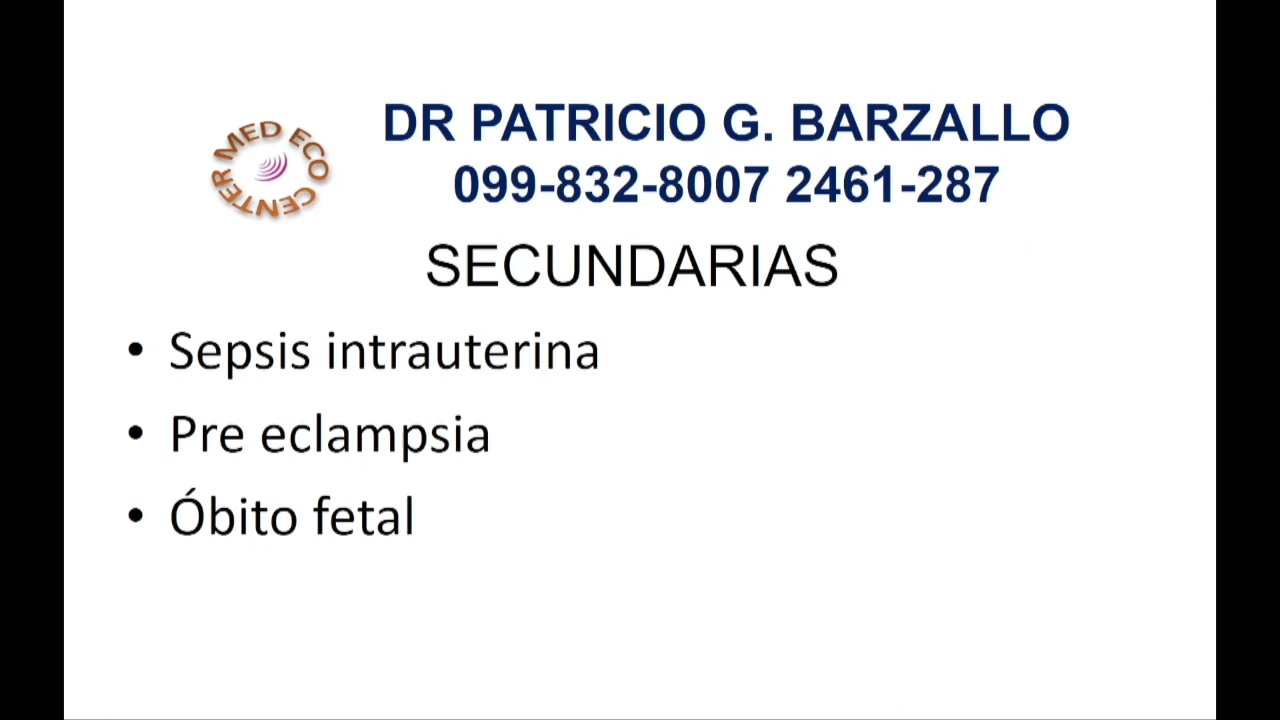 MED ECO CENTER
DR PATRICIO G. BARZALLO
099-832-8007 2461-287
SECUNDARIAS
• Sepsis intrauterina
• Pre eclampsia
• Óbito fetal